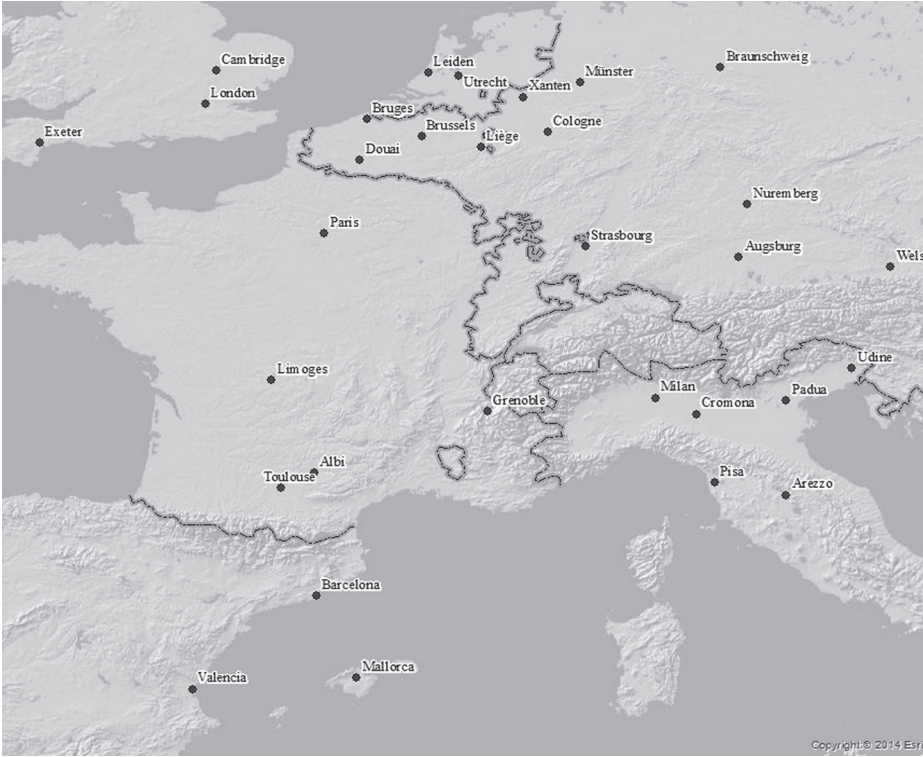 Cambridge
Leiden
Braunschweig
Utrecht
Münster
Xanten
London
Bruges
Cologne
Brussels
Exeter
Liège
Douai
Nuremberg
Paris
Strasbourg
Augsburg
Wels
Udine
Limoges
Milan
Padua
Grenoble
Cromona
Albi
Toulouse
Pisa
Arezzo
Barcelona
Mallorca
Valencia
Copyright:© 2014 Esri